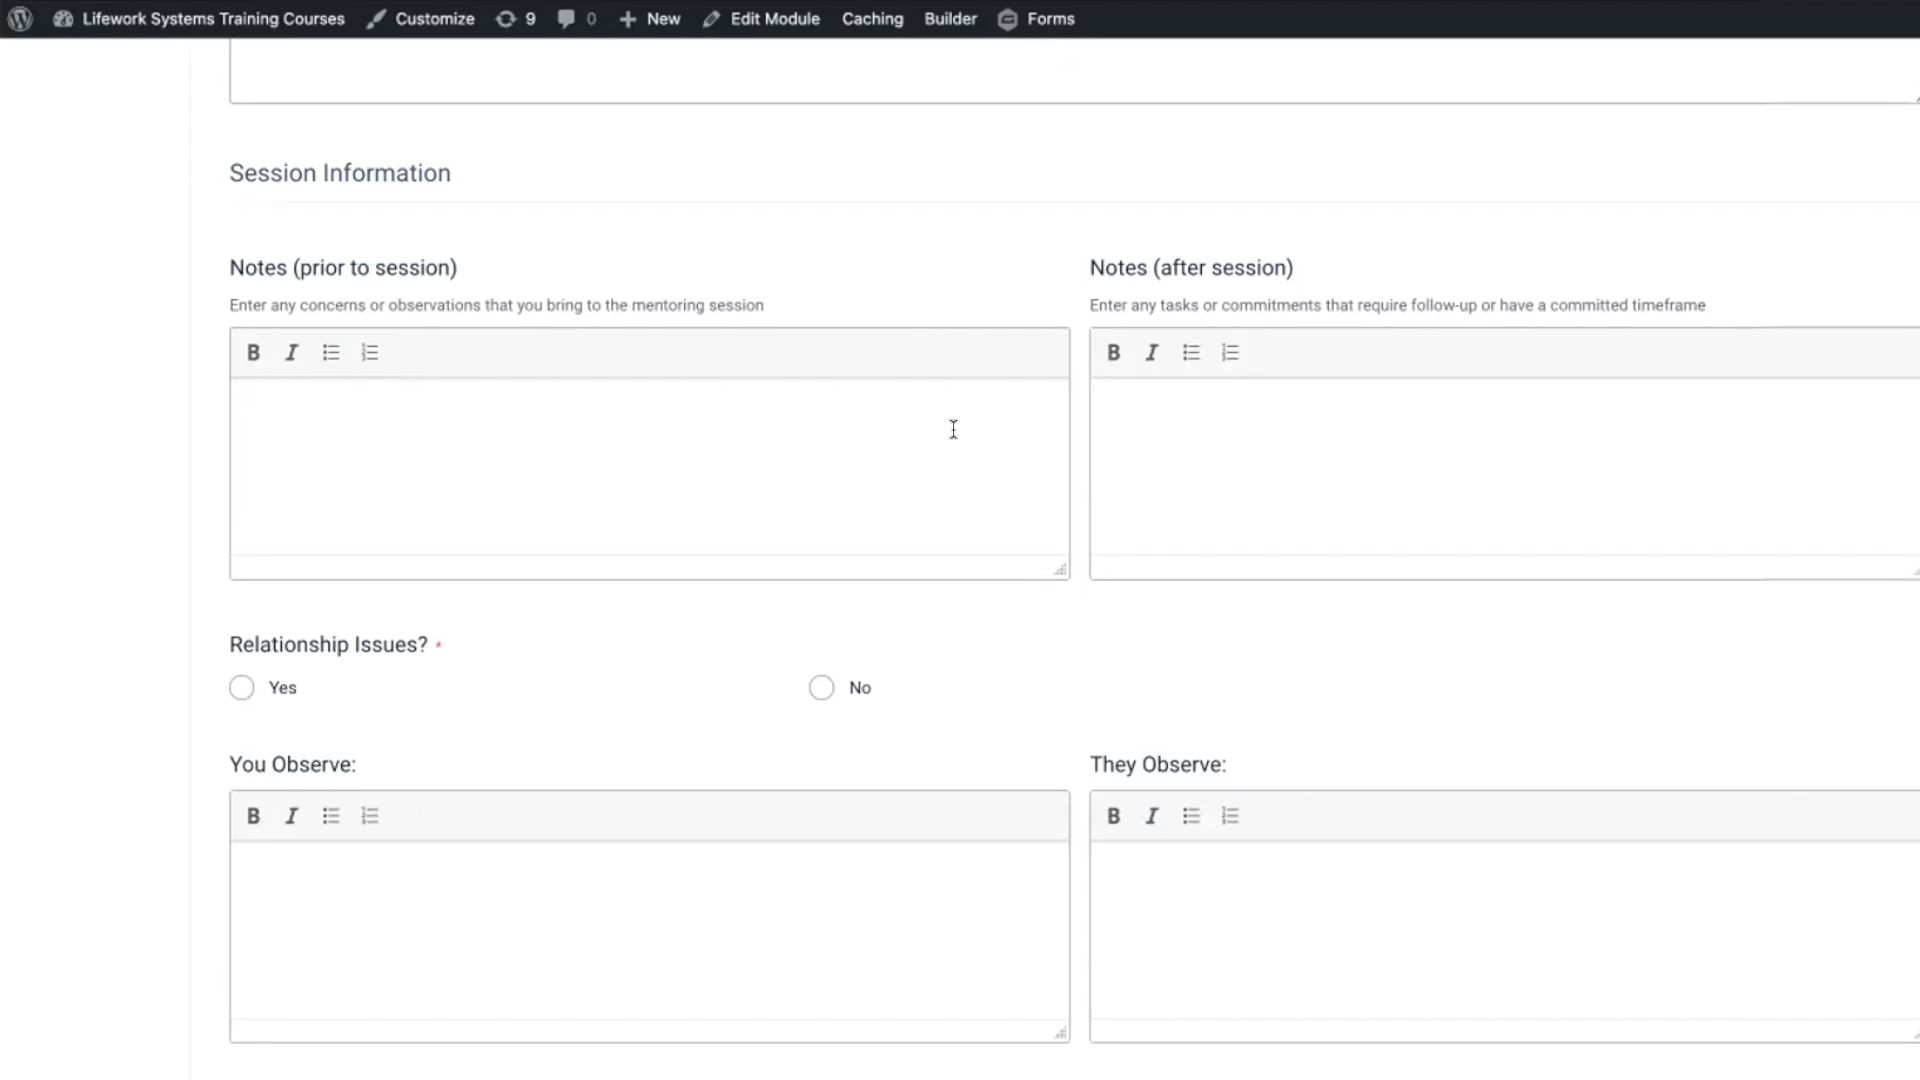 Lifework Systems Training Courses Customize 9 0 New Edit Module Caching Builder Forms
Session Information
Notes (prior to session) Notes (after session)
Enter any concerns or observations that you bring to the mentoring session Enter any tasks or commitments that require follow-up or have a committed timeframe
B I B I
Relationship Issues? *
Yes No
You Observe: They Observe:
B I B I